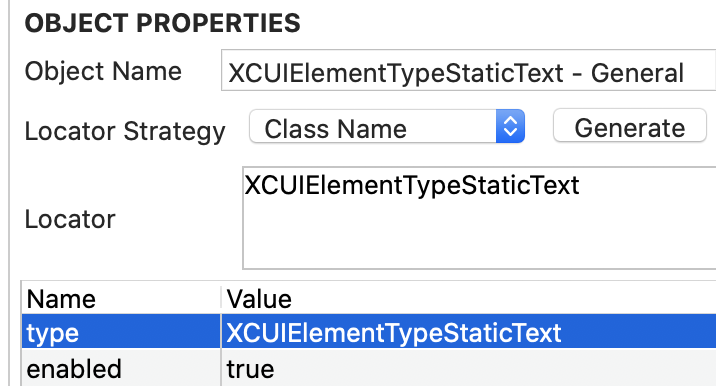 OBJECT PROPERTIES
Object Name XCUIElementTypeStaticText - General
Locator Strategy Class Name Generate
Locator XCUIElementTypeStaticText
Name Value
type XCUIElementTypeStaticText
enabled true